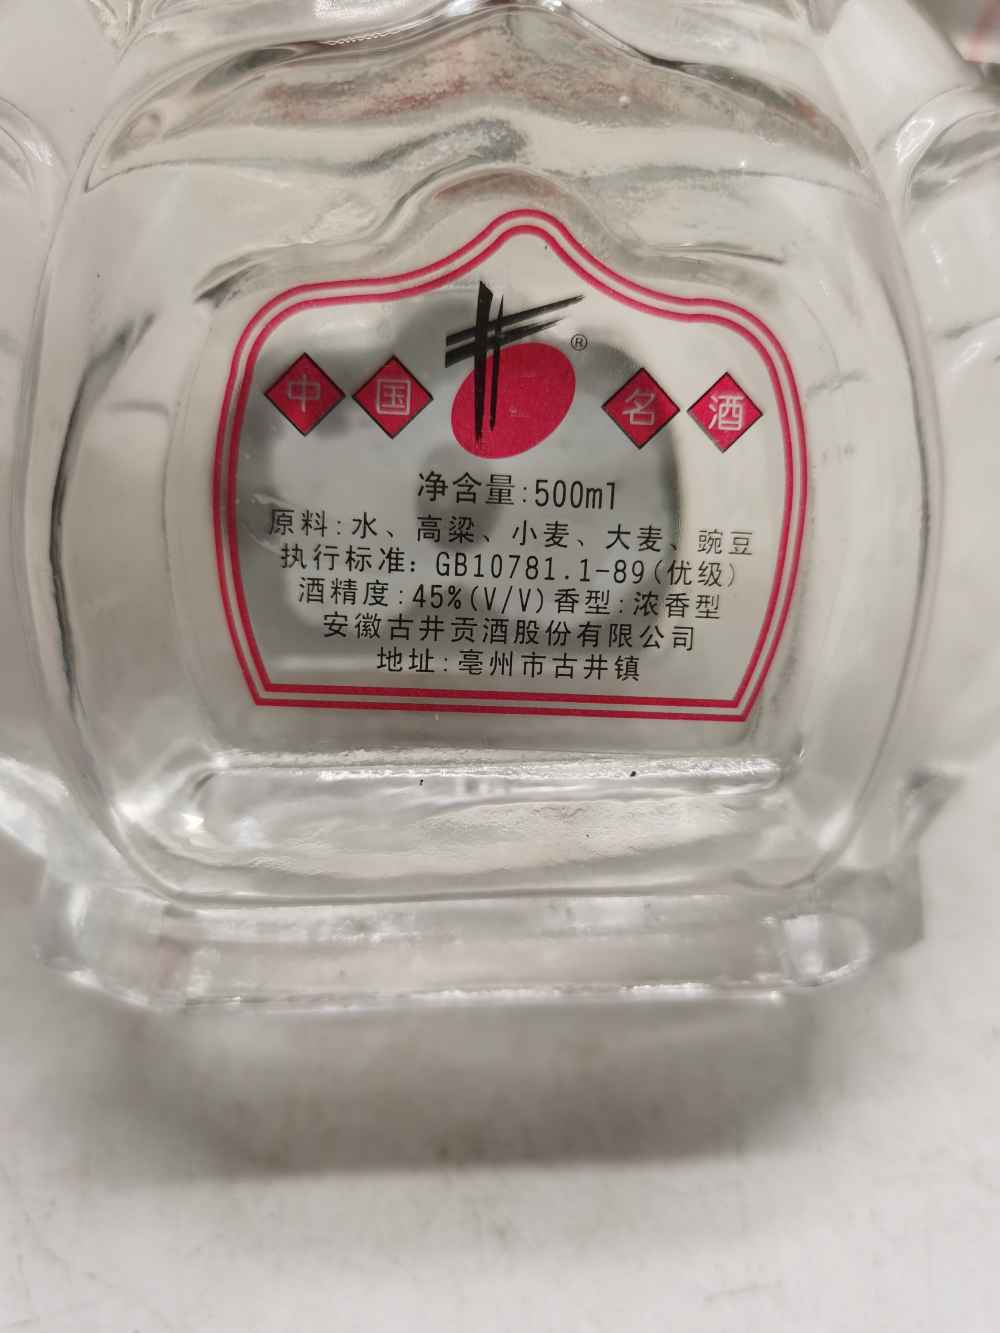 中国 ® 名酒
净含量:500ml
原料:水、高粱、小麦、大麦、豌豆
执行标准: GB10781.1-89(优级)
酒精度:45%(V/V)香型:浓香型
安徽古井贡酒股份有限公司
地址:亳州市古井镇